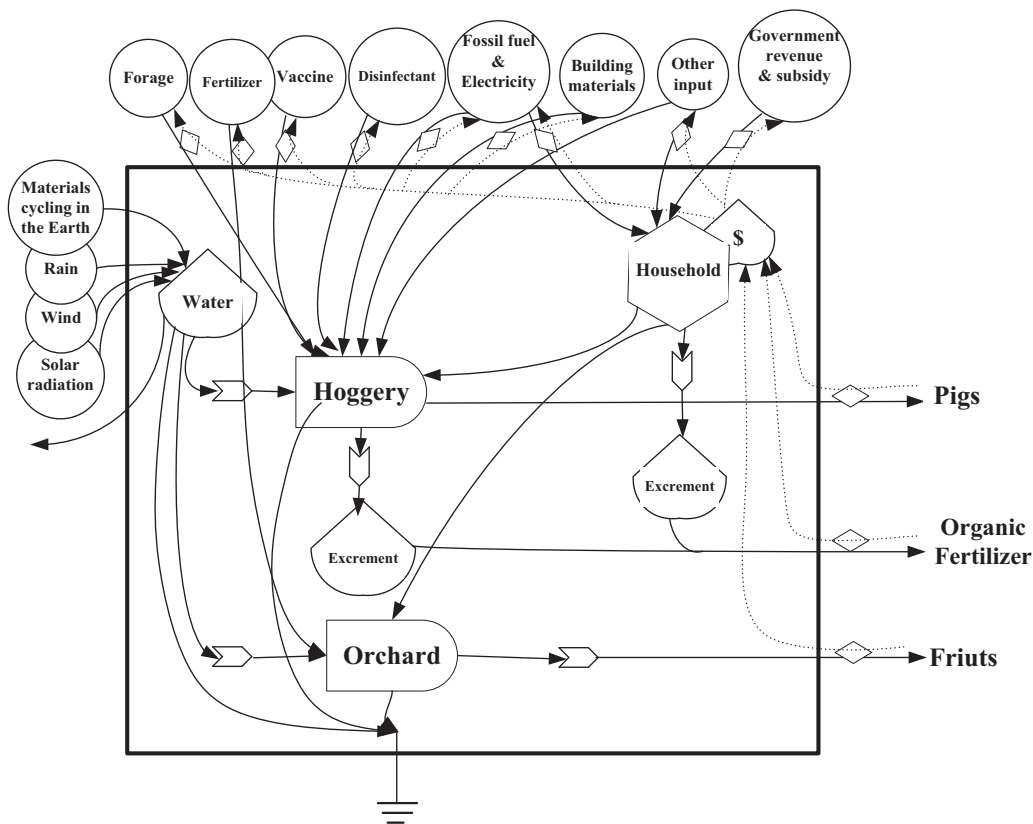 Forage
Fertilizer
Vaccine
Disinfectant
Fossil fuel
&
Electricity
Building
materials
Other
input
Government
revenue
& subsidy
Materials
cycling in
the Earth
Rain
Wind
Solar
radiation
Water
$
Household
Hoggery
Pigs
Excrement
Excrement
Organic
Fertilizer
Orchard
Friuts